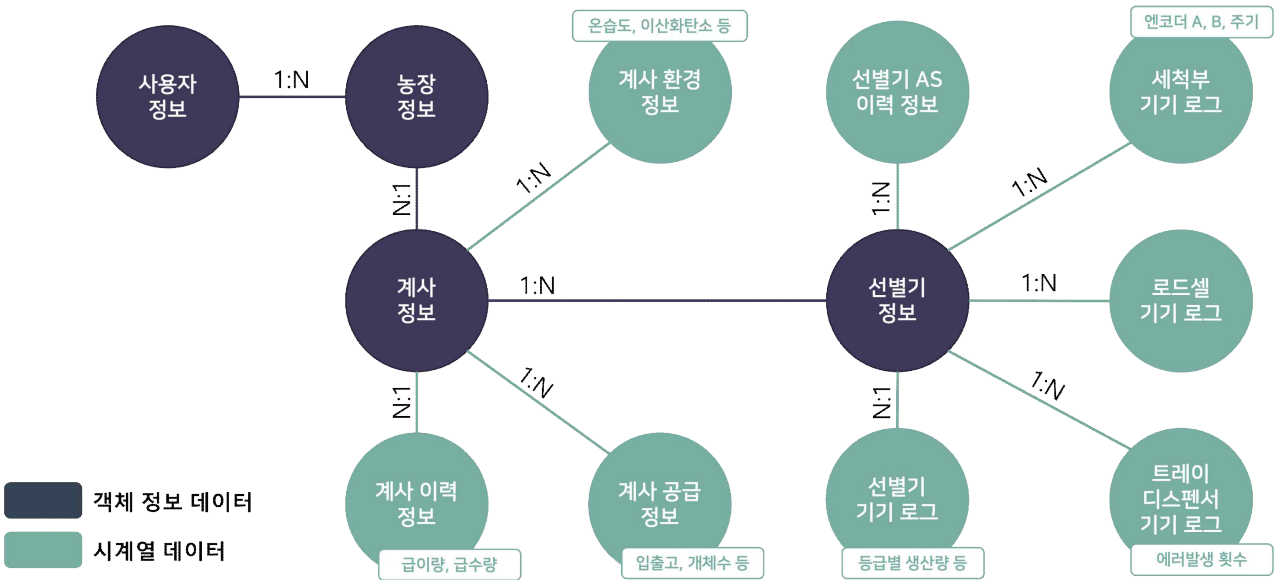 온습도, 이산화탄소 등
엔코더 A, B, 주기
사용자
정보
1:N
농장
정보
계사 환경
정보
선별기 AS
이력 정보
세척부
기기 로그
N:1
1:N
1:N
1:N
계사
정보
1:N
선별기
정보
1:N
로드셀
기기 로그
N:1
1:N
N:1
1:N
계사 이력
정보
급이량, 급수량
계사 공급
정보
입출고, 개체수 등
선별기
기기 로그
등급별 생산량 등
트레이
디스펜서
기기 로그
에러발생 횟수
객체 정보 데이터
시계열 데이터